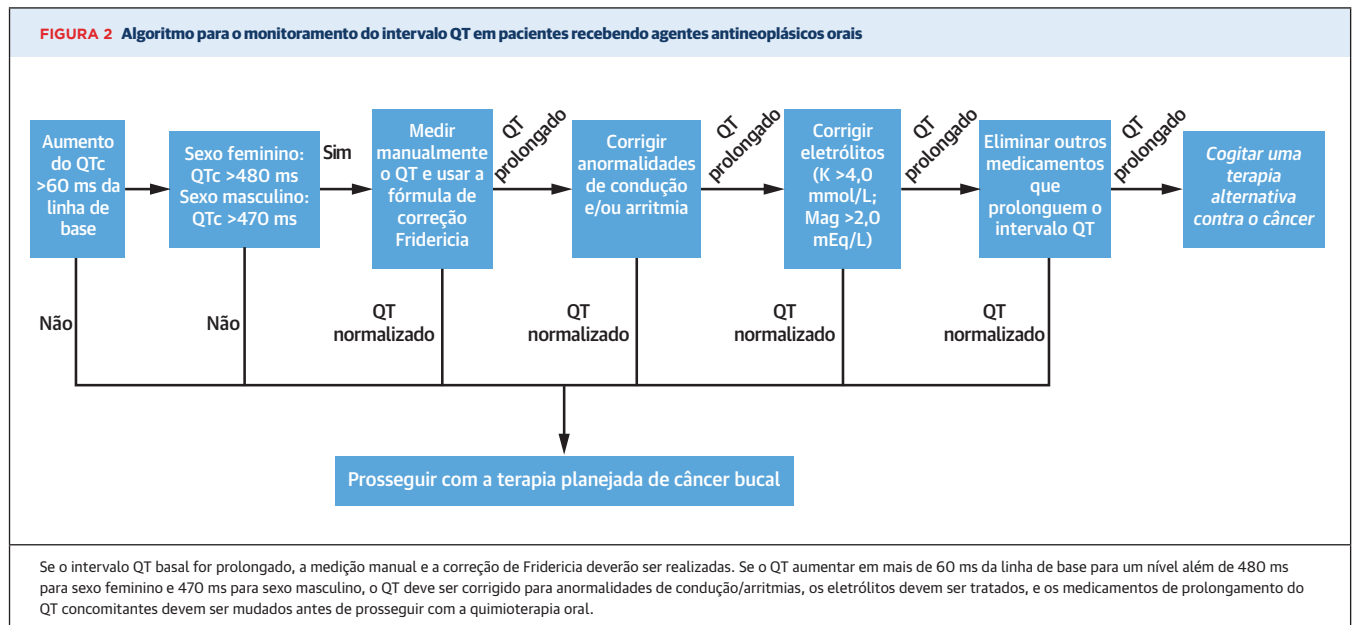 FIGURA 2 Algoritmo para o monitoramento do intervalo QT em pacientes recebendo agentes antineoplásicos orais
Aumento
do QTc
>60 ms da
linha de
base
Sexo feminino:
QTc >480 ms
Sexo masculino:
QTc >470 ms
Sim
Medir
manualmente
o QT e usar a
fórmula de
correção
Fridericia
QT
prolongado
Corrigir
anormalidades
de condução
e/ou arritmia
QT
prolongado
Corrigir
eletrólitos
(K >4,0
mmol/L;
Mag >2,0
mEq/L)
QT
prolongado
Eliminar outros
medicamentos
que
prolonguem o
intervalo QT
QT
prolongado
Cogitar uma
terapia
alternativa
contra o câncer
Não
Não
QT
normalizado
QT
normalizado
QT
normalizado
QT
normalizado
Prosseguir com a terapia planejada de câncer bucal
Se o intervalo QT basal for prolongado, a medição manual e a correção de Fridericia deverão ser realizadas. Se o QT aumentar em mais de 60 ms da linha de base para um nível além de 480 ms
para sexo feminino e 470 ms para sexo masculino, o QT deve ser corrigido para anormalidades de condução/arritmias, os eletrólitos devem ser tratados, e os medicamentos de prolongamento do
QT concomitantes devem ser mudados antes de prosseguir com a quimioterapia oral.